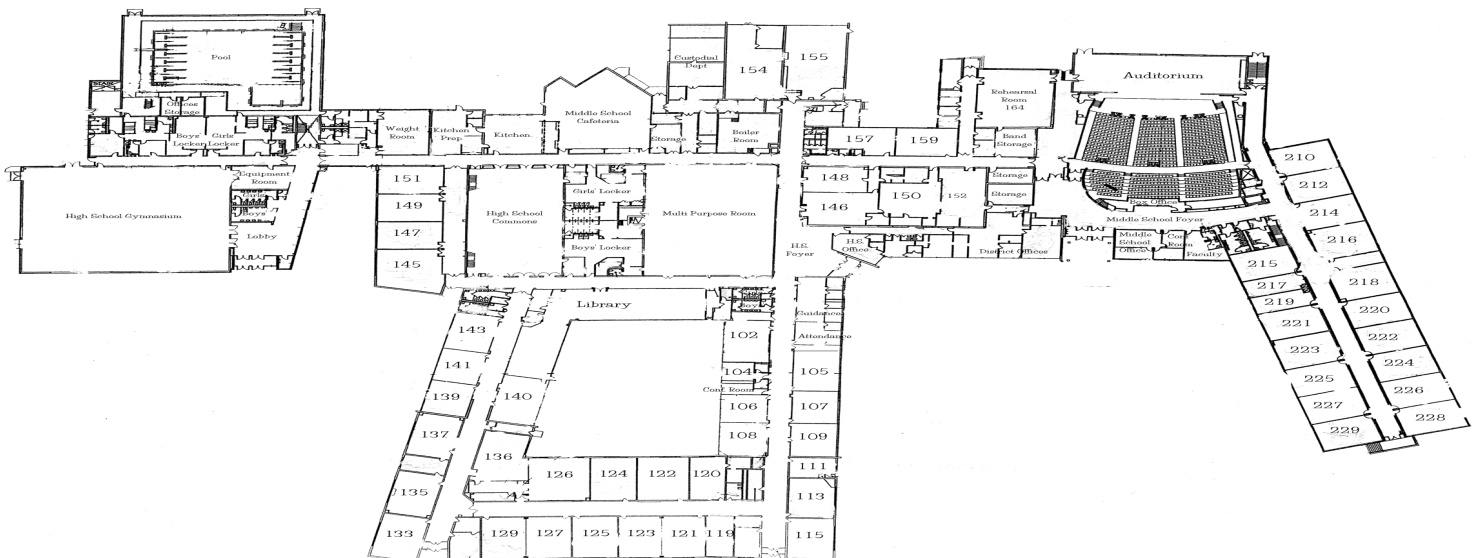 Pool
Offices
Storage
Boys'
Locker
Girls'
Locker
Weight
Room
Kitchen
Prep
Kitchen
Middle School
Cafeteria
Storage
Custodial
Dept
154
155
Boiler
Room
157
159
Rehearsal
Room
164
Band
Storage
Auditorium
High School Gymnasium
Equipment
Room
Girls
Boys
Lobby
151
149
147
145
High School
Commons
Girls' Locker
Boys' Locker
Multi Purpose Room
148
146
150
152
Storage
Storage
H.S.
Foyer
H.S.
Office
District Offices
Box Office
Middle School Foyer
Middle
School
Office
Faculty
210
212
214
216
218
220
222
224
226
228
215
217
219
221
223
225
227
229
Library
Boys
Guidance
Attendance
143
141
139
137
135
133
140
136
102
104
Conf Room
106
108
105
107
109
111
113
115
126
124
122
120
129
127
125
123
121
119